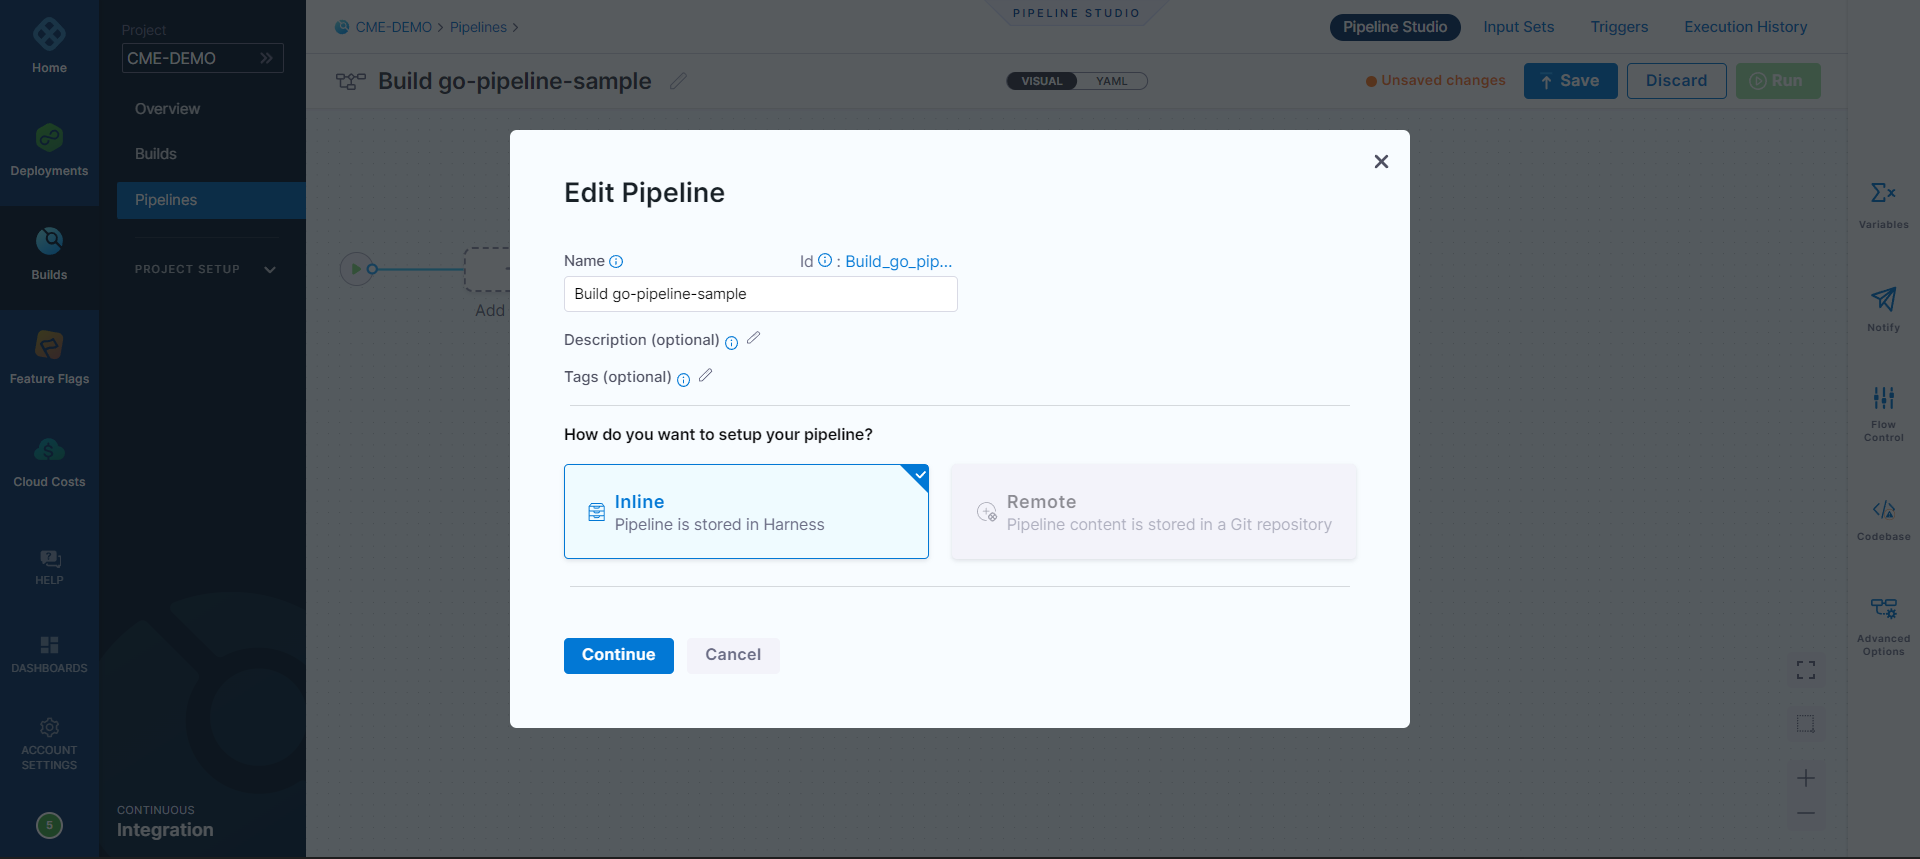 Home
Deployments
Builds
Feature Flags
Cloud Costs
HELP
DASHBOARDS
ACCOUNT
SETTINGS
5
Project
CME-DEMO
Overview
Builds
Pipelines
PROJECT SETUP
CONTINUOUS
Integration
CME-DEMO > Pipelines >
PIPELINE STUDIO
Pipeline Studio
Input Sets
Triggers
Execution History
Build go-pipeline-sample
VISUAL
YAML
Unsaved changes
Save
Discard
Run
Add
Edit Pipeline
Name
Id : Build_go_pip...
Build go-pipeline-sample
Description (optional)
Tags (optional)
How do you want to setup your pipeline?
Inline
Pipeline is stored in Harness
Remote
Pipeline content is stored in a Git repository
Continue
Cancel
Variables
Notify
Flow
Control
Codebase
Advanced
Options